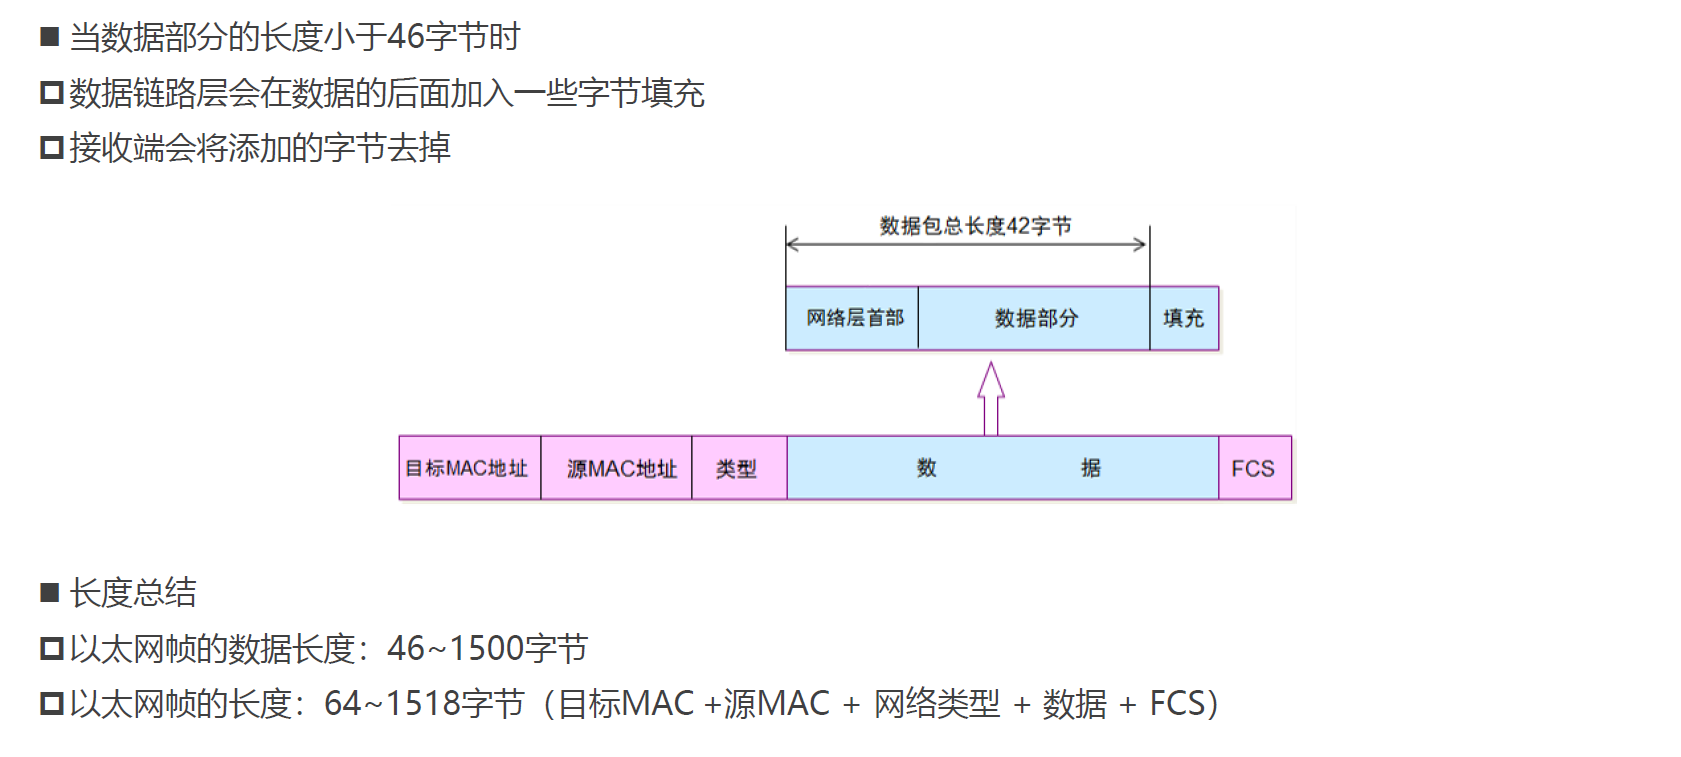 ■ 当数据部分的长度小于46字节时
数据链路层会在数据的后面加入一些字节填充
接收端会将添加的字节去掉
数据包总长度42字节
网络层首部 数据部分 填充
目标MAC地址 源MAC地址 类型 数 据 FCS
■ 长度总结
以太网帧的数据长度：46~1500字节
以太网帧的长度：64~1518字节（目标MAC +源MAC + 网络类型 + 数据 + FCS）